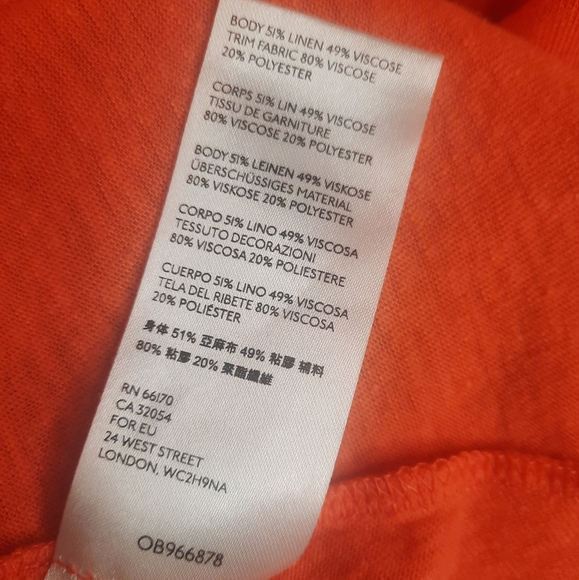 BODY 51% LINEN 49% VISCOSE
TRIM FABRIC 80% VISCOSE
20% POLYESTER
CORPS 51% LIN 49% VISCOSE
TISSU DE GARNITURE
80% VISCOSE 20% POLYESTER
BODY 51% LEINEN 49% VISKOSE
ÜBERSCHÜSSIGES MATERIAL
80% VISKOSE 20% POLYESTER
CORPO 51% LINO 49% VISCOSA
TESSUTO DECORAZIONI
80% VISCOSA 20% POLIESTERE
CUERPO 51% LINO 49% VISCOSA
TELA DEL RIBETE 80% VISCOSA
20% POLIÉSTER
身体 51% 亞麻布 49% 粘膠 辅料
80% 粘膠 20% 聚酯纖維
RN 66170
CA 32054
FOR EU
24 WEST STREET
LONDON, WC2H9NA
OB966878